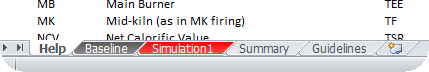 MB Main Burner TEE
MK Mid-kiln (as in MK firing) TF
NCV Net Calorific Value TSR
Help Baseline Simulation1 Summary Guidelines